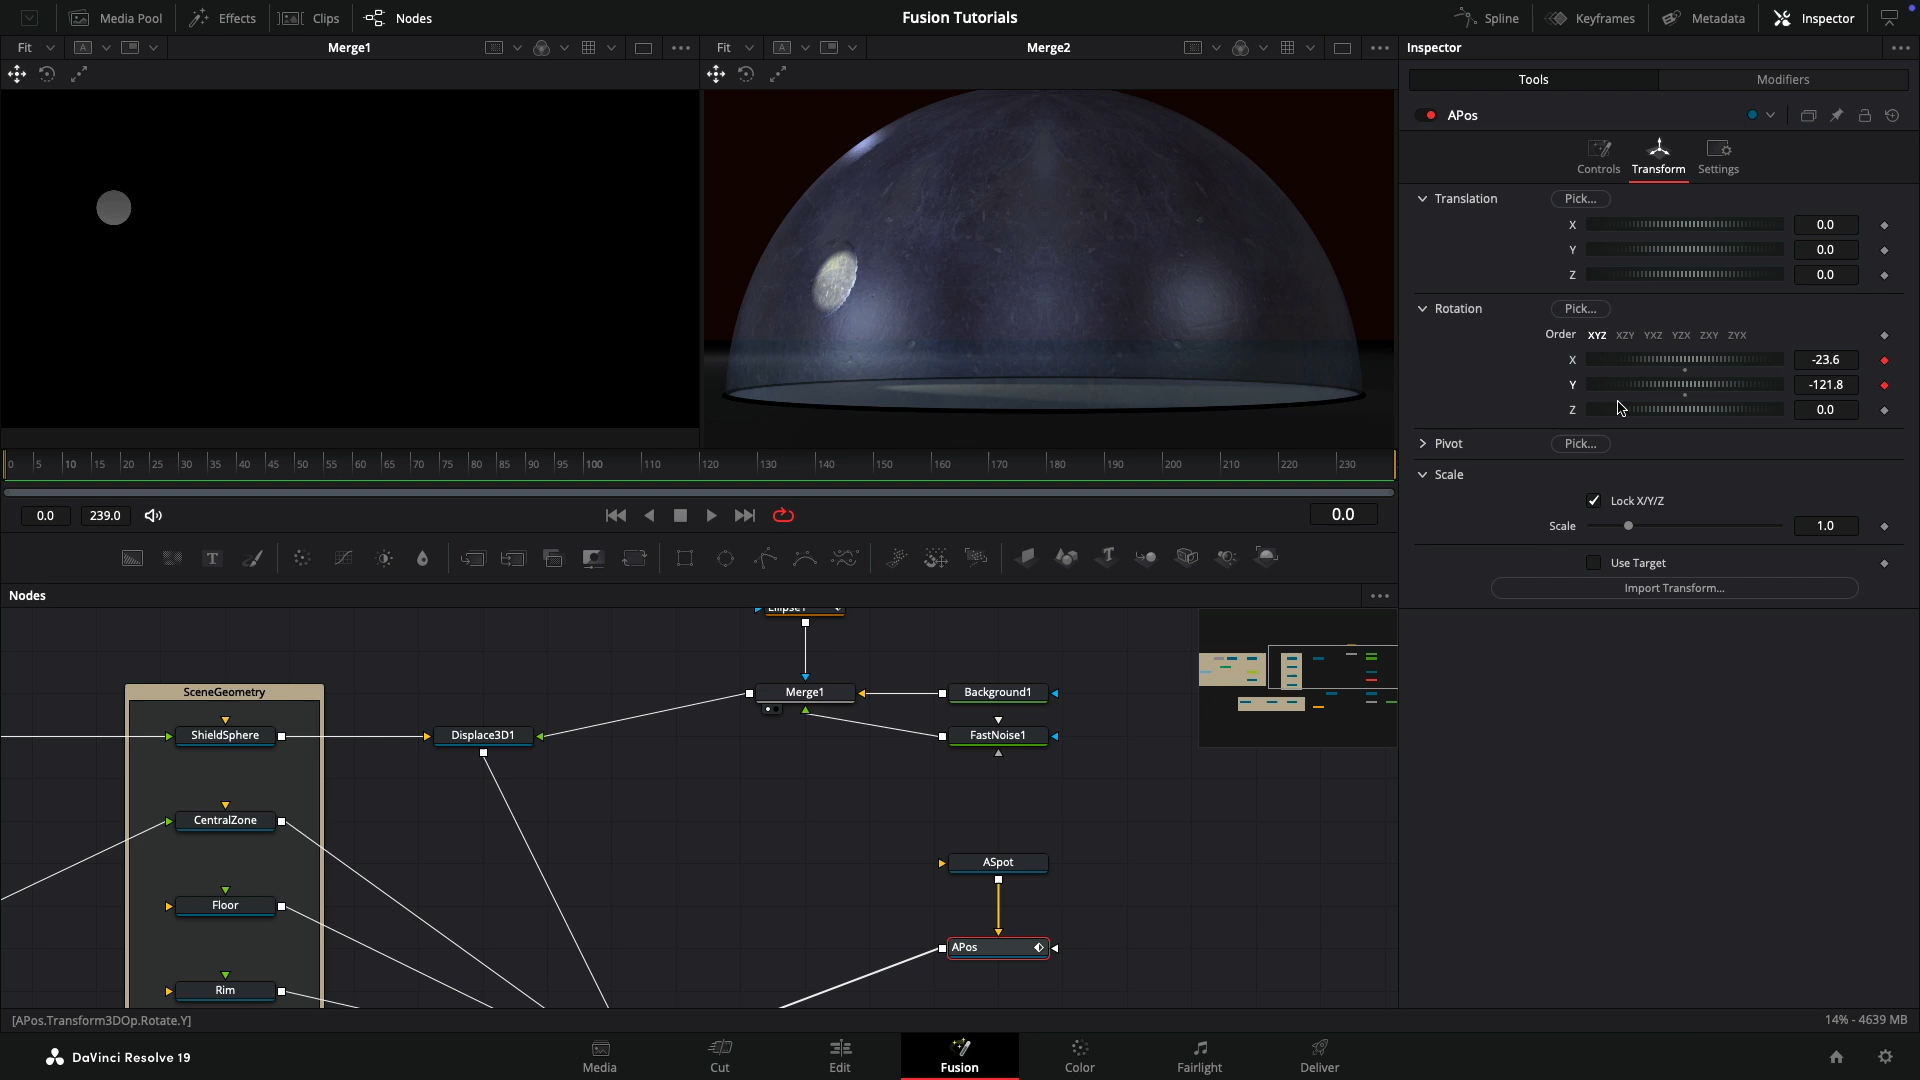 Media Pool Effects Clips Nodes Fusion Tutorials Spline Keyframes Metadata Inspector
Fit A Merge1 Fit A Merge2 Inspector
Tools Modifiers
APos
Controls Transform Settings
Translation Pick...
X 0.0
Y 0.0
Z 0.0
Rotation Pick...
Order XYZ XZY YXZ YZX ZXY ZYX
X -23.6
Y -121.8
Z 0.0
Pivot Pick...
Scale
Lock X/Y/Z
Scale 1.0
Use Target
Import Transform...
0 5 10 15 20 25 30 35 40 45 50 55 60 65 70 75 80 85 90 95 100 110 120 130 140 150 160 170 180 190 200 210 220 230
0.0 239.0 0.0
T T
Nodes
Ellipse1
SceneGeometry
Merge1 Background1
ShieldSphere Displace3D1 FastNoise1
CentralZone
ASpot
Floor
APos
Rim
[APos.Transform3DOp.Rotate.Y] 14% - 4639 MB
DaVinci Resolve 19
Media Cut Edit Fusion Color Fairlight Deliver